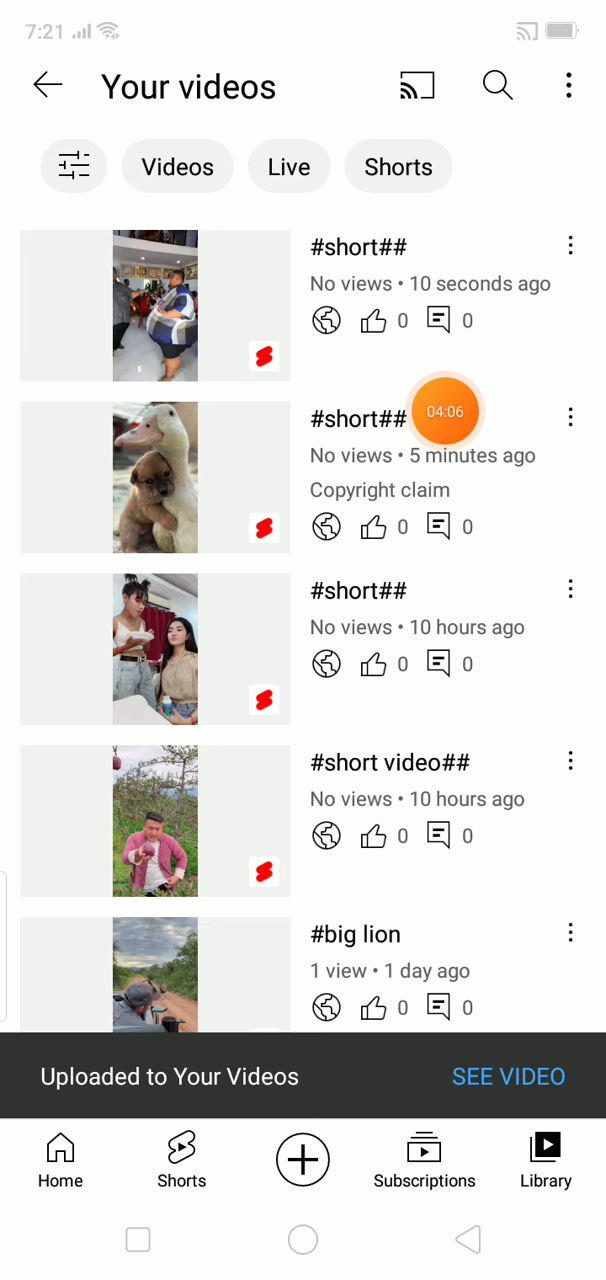 7:21
Your videos
Videos
Live
Shorts
#short##
No views • 10 seconds ago
0
0
#short##
04:06
No views • 5 minutes ago
Copyright claim
0
0
#short##
No views • 10 hours ago
0
0
#short video##
No views • 10 hours ago
0
0
#big lion
1 view • 1 day ago
0
0
Uploaded to Your Videos
SEE VIDEO
Home
Shorts
Subscriptions
Library